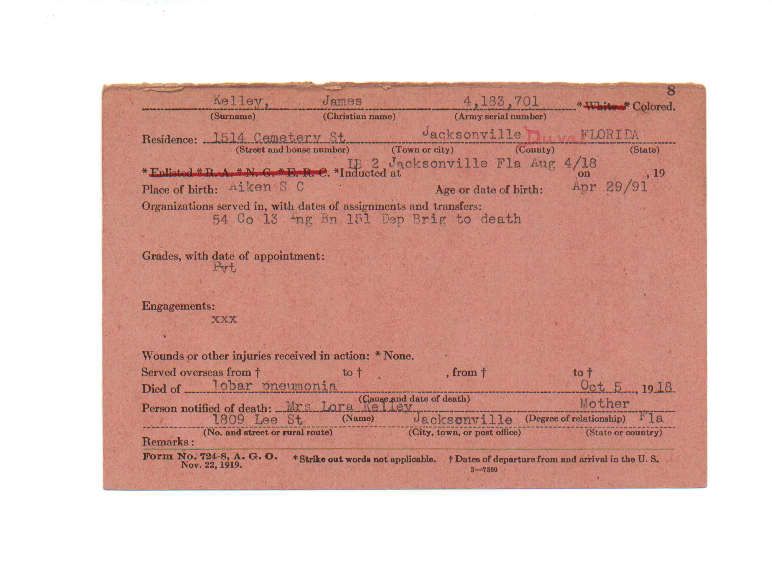 8
Kelley, James 4,183,701 * White * Colored.
(Surname) (Christian name) (Army serial number)
Residence: 1514 Cemetery St Jacksonville Duval FLORIDA
(Street and house number) (Town or city) (County) (State)
* Enlisted * R. A. * N. G. * E. R. C. *Inducted at LB 2 Jacksonville Fla Aug 4/18 on , 19
Place of birth: Aiken S C Age or date of birth: Apr 29/91
Organizations served in, with dates of assignments and transfers:
54 Co 13 Tng Bn 151 Dep Brig to death
Grades, with date of appointment:
Pvt
Engagements:
xxx
Wounds or other injuries received in action: * None.
Served overseas from † to † , from † to †
Died of lobar pneumonia Oct 5 , 1918
(Cause and date of death)
Person notified of death: Mrs Lora Kelley Mother
(Name) (Degree of relationship)
1809 Lee St Jacksonville Fla
(No. and street or rural route) (City, town, or post office) (State or country)
Remarks:
Form No. 724-8, A. G. O. *Strike out words not applicable. † Dates of departure from and arrival in the U. S.
Nov. 22, 1919. 3—7599